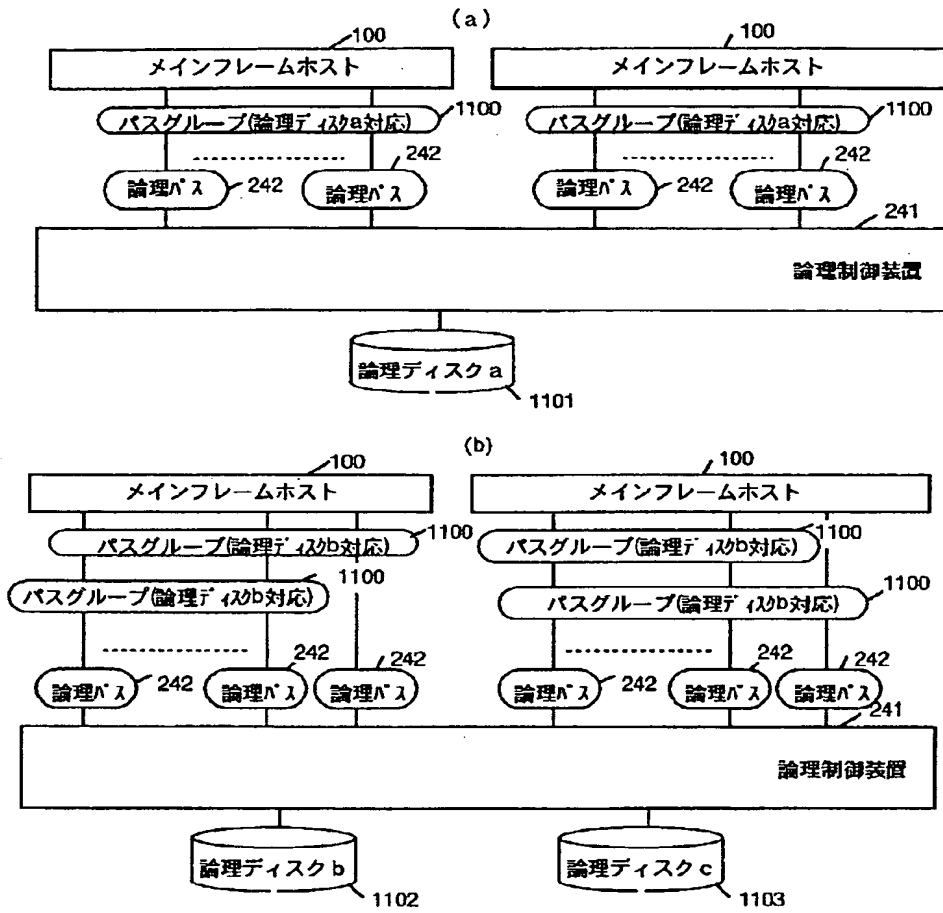 (a)
100
100
メインフレームホスト
メインフレームホスト
1100
1100
パスグループ(論理ディスクa対応)
パスグループ(論理ディスクa対応)
242
242
論理パス
242
論理パス
論理パス
242
論理パス
241
論理制御装置
論理ディスクa
1101
(b)
100
100
メインフレームホスト
メインフレームホスト
1100
1100
パスグループ(論理ディスクb対応)
パスグループ(論理ディスクb対応)
1100
1100
パスグループ(論理ディスクb対応)
パスグループ(論理ディスクb対応)
242
242
242
242
論理パス
242
論理パス
論理パス
論理パス
242
論理パス
論理パス
241
論理制御装置
論理ディスクb
論理ディスクc
1102
1103